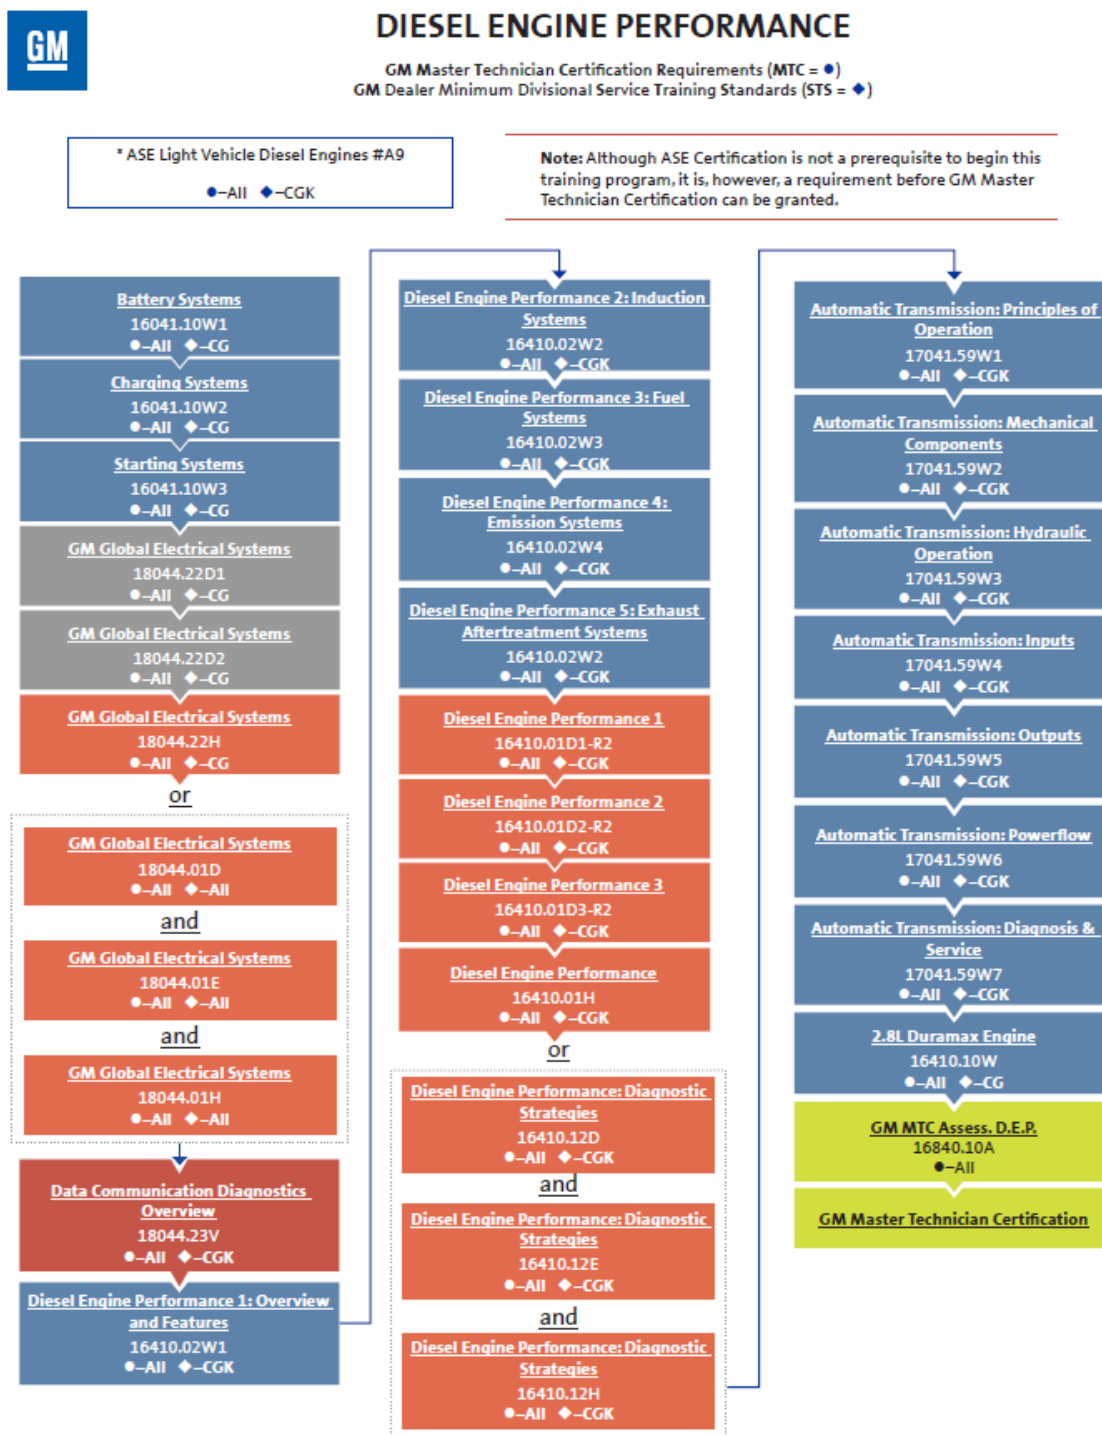 GM
DIESEL ENGINE PERFORMANCE
GM Master Technician Certification Requirements (MTC = ●)
GM Dealer Minimum Divisional Service Training Standards (STS = ◆)
* ASE Light Vehicle Diesel Engines #A9
●–All ◆–CGK
Note: Although ASE Certification is not a prerequisite to begin this
training program, it is, however, a requirement before GM Master
Technician Certification can be granted.
Battery Systems
16041.10W1
●–All ◆–CG
Charging Systems
16041.10W2
●–All ◆–CG
Starting Systems
16041.10W3
●–All ◆–CG
GM Global Electrical Systems
18044.22D1
●–All ◆–CG
GM Global Electrical Systems
18044.22D2
●–All ◆–CG
GM Global Electrical Systems
18044.22H
●–All ◆–CG
or
GM Global Electrical Systems
18044.01D
●–All ◆–All
and
GM Global Electrical Systems
18044.01E
●–All ◆–All
and
GM Global Electrical Systems
18044.01H
●–All ◆–All
Data Communication Diagnostics
Overview
18044.23V
●–All ◆–CGK
Diesel Engine Performance 1: Overview
and Features
16410.02W1
●–All ◆–CGK
Diesel Engine Performance 2: Induction
Systems
16410.02W2
●–All ◆–CGK
Diesel Engine Performance 3: Fuel
Systems
16410.02W3
●–All ◆–CGK
Diesel Engine Performance 4:
Emission Systems
16410.02W4
●–All ◆–CGK
Diesel Engine Performance 5: Exhaust
Aftertreatment Systems
16410.02W2
●–All ◆–CGK
Diesel Engine Performance 1
16410.01D1-R2
●–All ◆–CGK
Diesel Engine Performance 2
16410.01D2-R2
●–All ◆–CGK
Diesel Engine Performance 3
16410.01D3-R2
●–All ◆–CGK
Diesel Engine Performance
16410.01H
●–All ◆–CGK
or
Diesel Engine Performance: Diagnostic
Strategies
16410.12D
●–All ◆–CGK
and
Diesel Engine Performance: Diagnostic
Strategies
16410.12E
●–All ◆–CGK
and
Diesel Engine Performance: Diagnostic
Strategies
16410.12H
●–All ◆–CGK
Automatic Transmission: Principles of
Operation
17041.59W1
●–All ◆–CGK
Automatic Transmission: Mechanical
Components
17041.59W2
●–All ◆–CGK
Automatic Transmission: Hydraulic
Operation
17041.59W3
●–All ◆–CGK
Automatic Transmission: Inputs
17041.59W4
●–All ◆–CGK
Automatic Transmission: Outputs
17041.59W5
●–All ◆–CGK
Automatic Transmission: Powerflow
17041.59W6
●–All ◆–CGK
Automatic Transmission: Diagnosis &
Service
17041.59W7
●–All ◆–CGK
2.8L Duramax Engine
16410.10W
●–All ◆–CG
GM MTC Assess. D.E.P.
16840.10A
●–All
GM Master Technician Certification